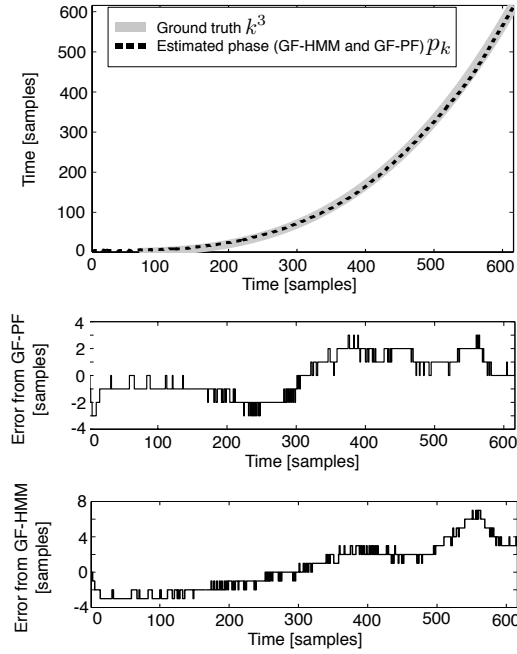 600
500
400
300
200
100
0
Time [samples]
Ground truth k³
Estimated phase (GF-HMM and GF-PF) pₖ
0 100 200 300 400 500 600
Time [samples]
4
2
0
-2
-4
Error from GF-PF
[samples]
0 100 200 300 400 500 600
Time [samples]
8
4
0
-4
Error from GF-HMM
[samples]
0 100 200 300 400 500 600
Time [samples]